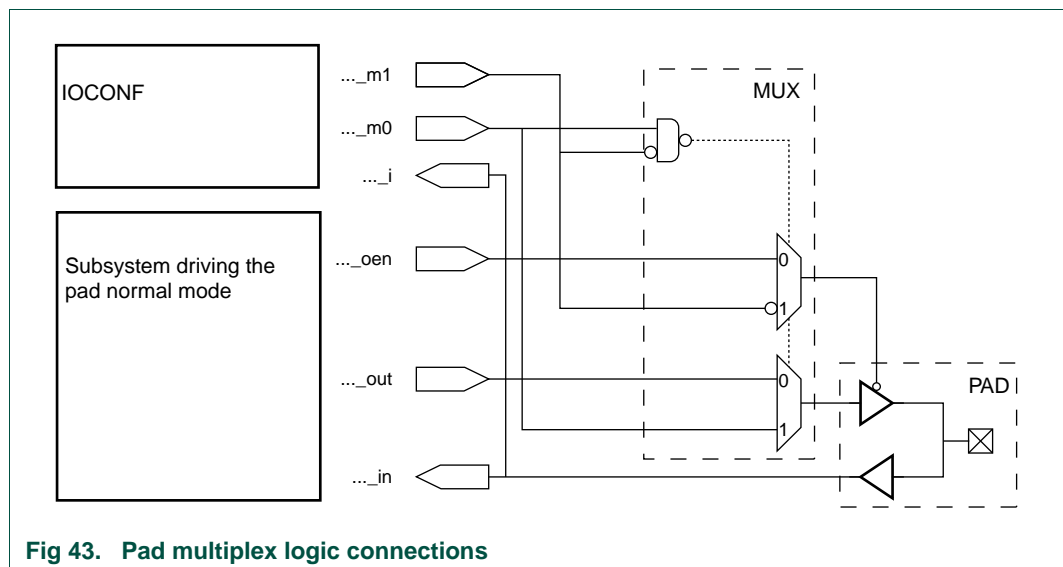 IOCONF
..._m1
..._m0
..._i
MUX
Subsystem driving the
pad normal mode
..._oen
0
1
..._out
0
1
..._in
PAD
Fig 43. Pad multiplex logic connections